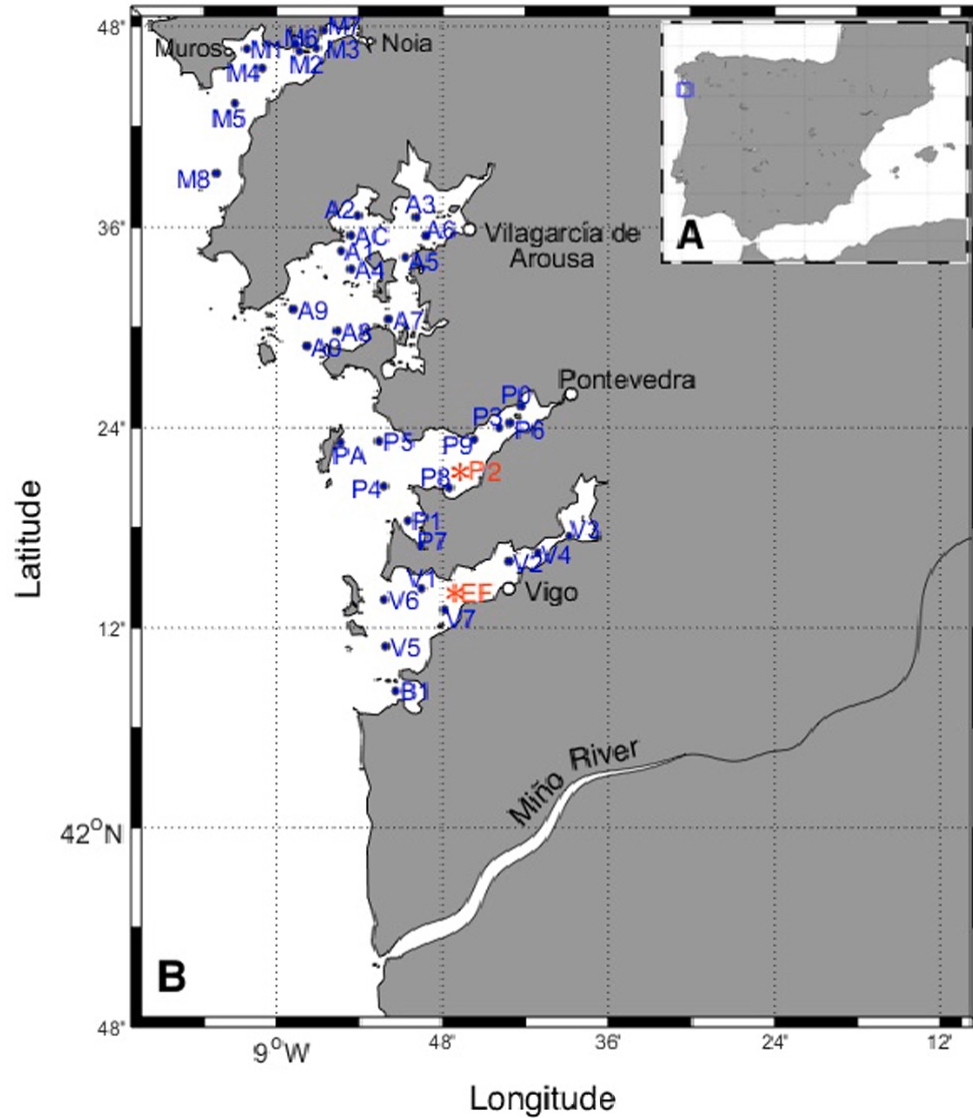 48'
Muros
M1
M6
M7
M3
M2
Noia
M4
M5
M8
36'
A2
A3
AC
A6
A1
A4
A5
Vilagarcía de
Arousa
A9
A8
A7
A0
A
Pontevedra
24'
P0
P3
P6
P9
P5
PA
P2
P8
P4
P1
P7
V3
V4
V2
V1
V6
EF
Vigo
V7
12'
V5
B1
Miño River
42°N
B
48'
9°W
48'
36'
24'
12'
Latitude
Longitude